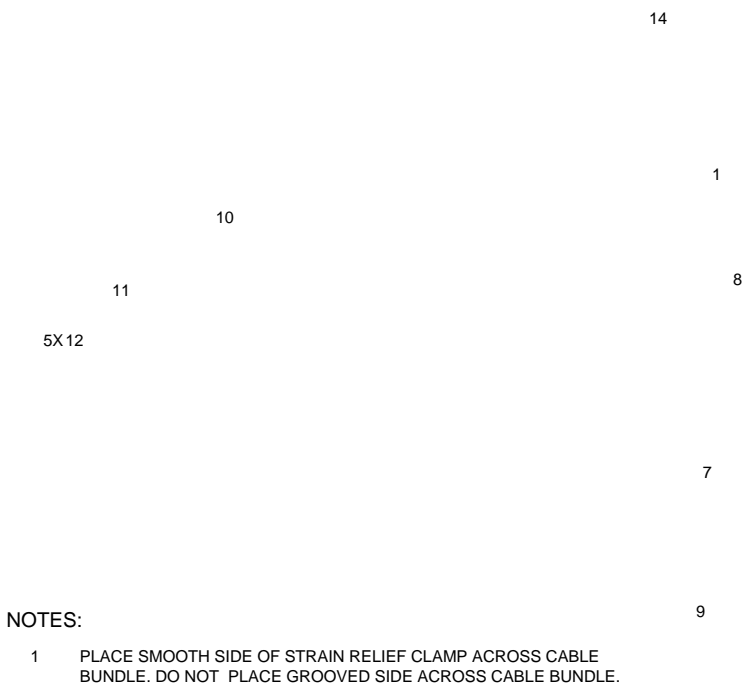 14
1
10
8
11
5X 12
7
9
NOTES:
1 PLACE SMOOTH SIDE OF STRAIN RELIEF CLAMP ACROSS CABLE
BUNDLE. DO NOT PLACE GROOVED SIDE ACROSS CABLE BUNDLE.